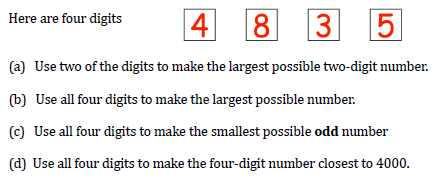 Here are four digits 4 8 3 5
(a) Use two of the digits to make the largest possible two-digit number.
(b) Use all four digits to make the largest possible number.
(c) Use all four digits to make the smallest possible odd number
(d) Use all four digits to make the four-digit number closest to 4000.